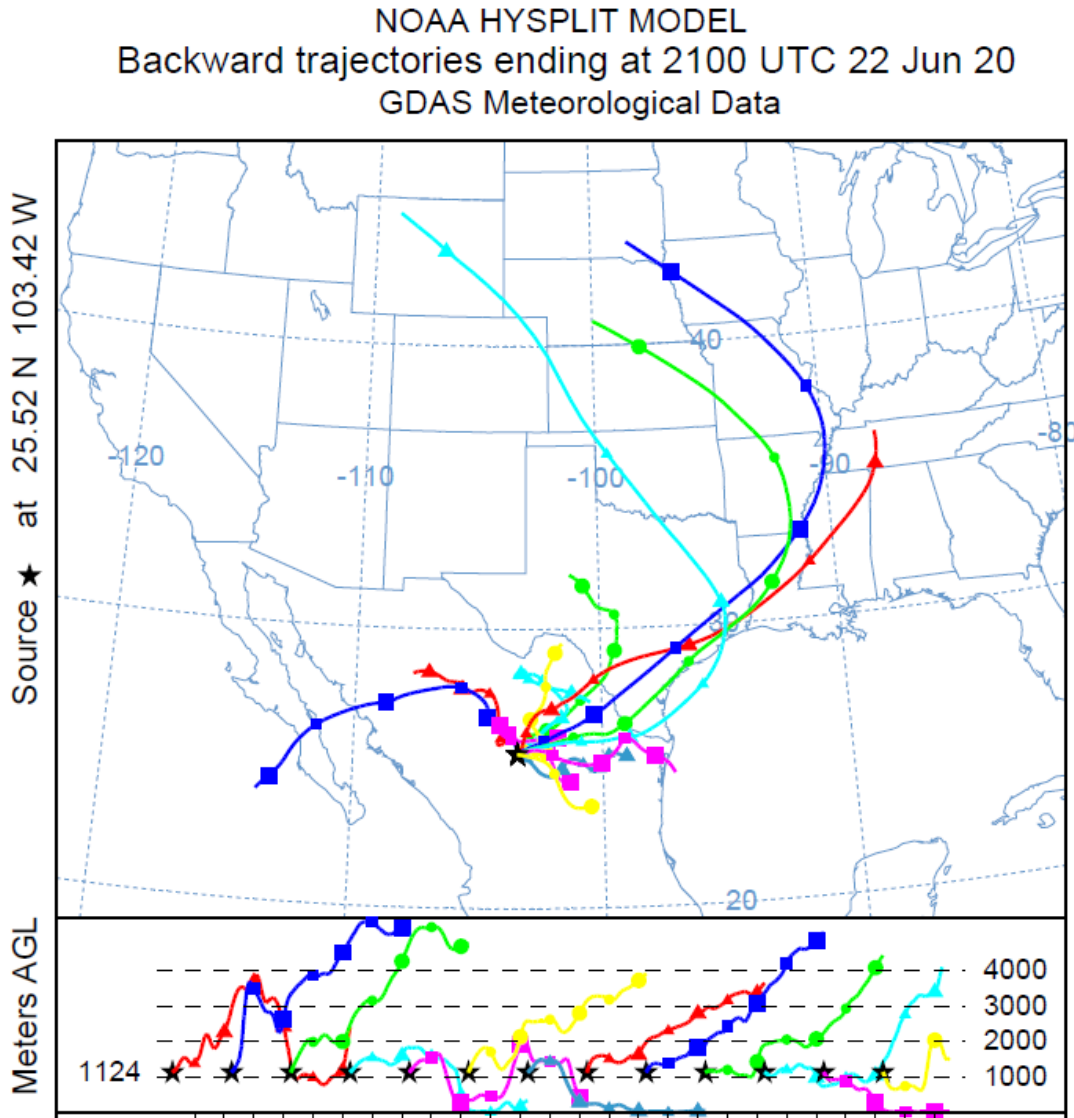 NOAA HYSPLIT MODEL
Backward trajectories ending at 2100 UTC 22 Jun 20
GDAS Meteorological Data
Source ★ at 25.52 N 103.42 W
40
-80
-120
-110
-100
-90
30
20
Meters AGL
4000
3000
2000
1124
1000